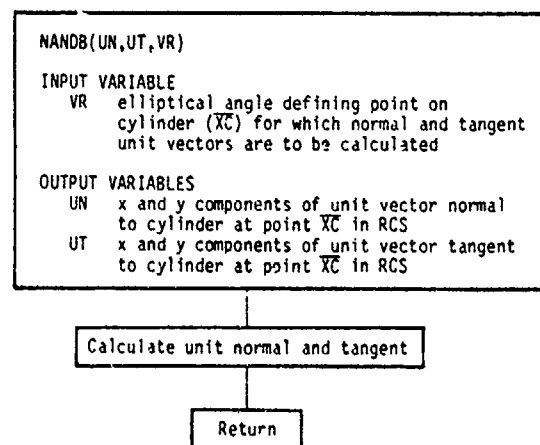 NANDB(UN,UT,VR)
INPUT VARIABLE
VR elliptical angle defining point on
cylinder (X̅C̅) for which normal and tangent
unit vectors are to be calculated
OUTPUT VARIABLES
UN x and y components of unit vector normal
to cylinder at point X̅C̅ in RCS
UT x and y components of unit vector tangent
to cylinder at point X̅C̅ in RCS
Calculate unit normal and tangent
Return